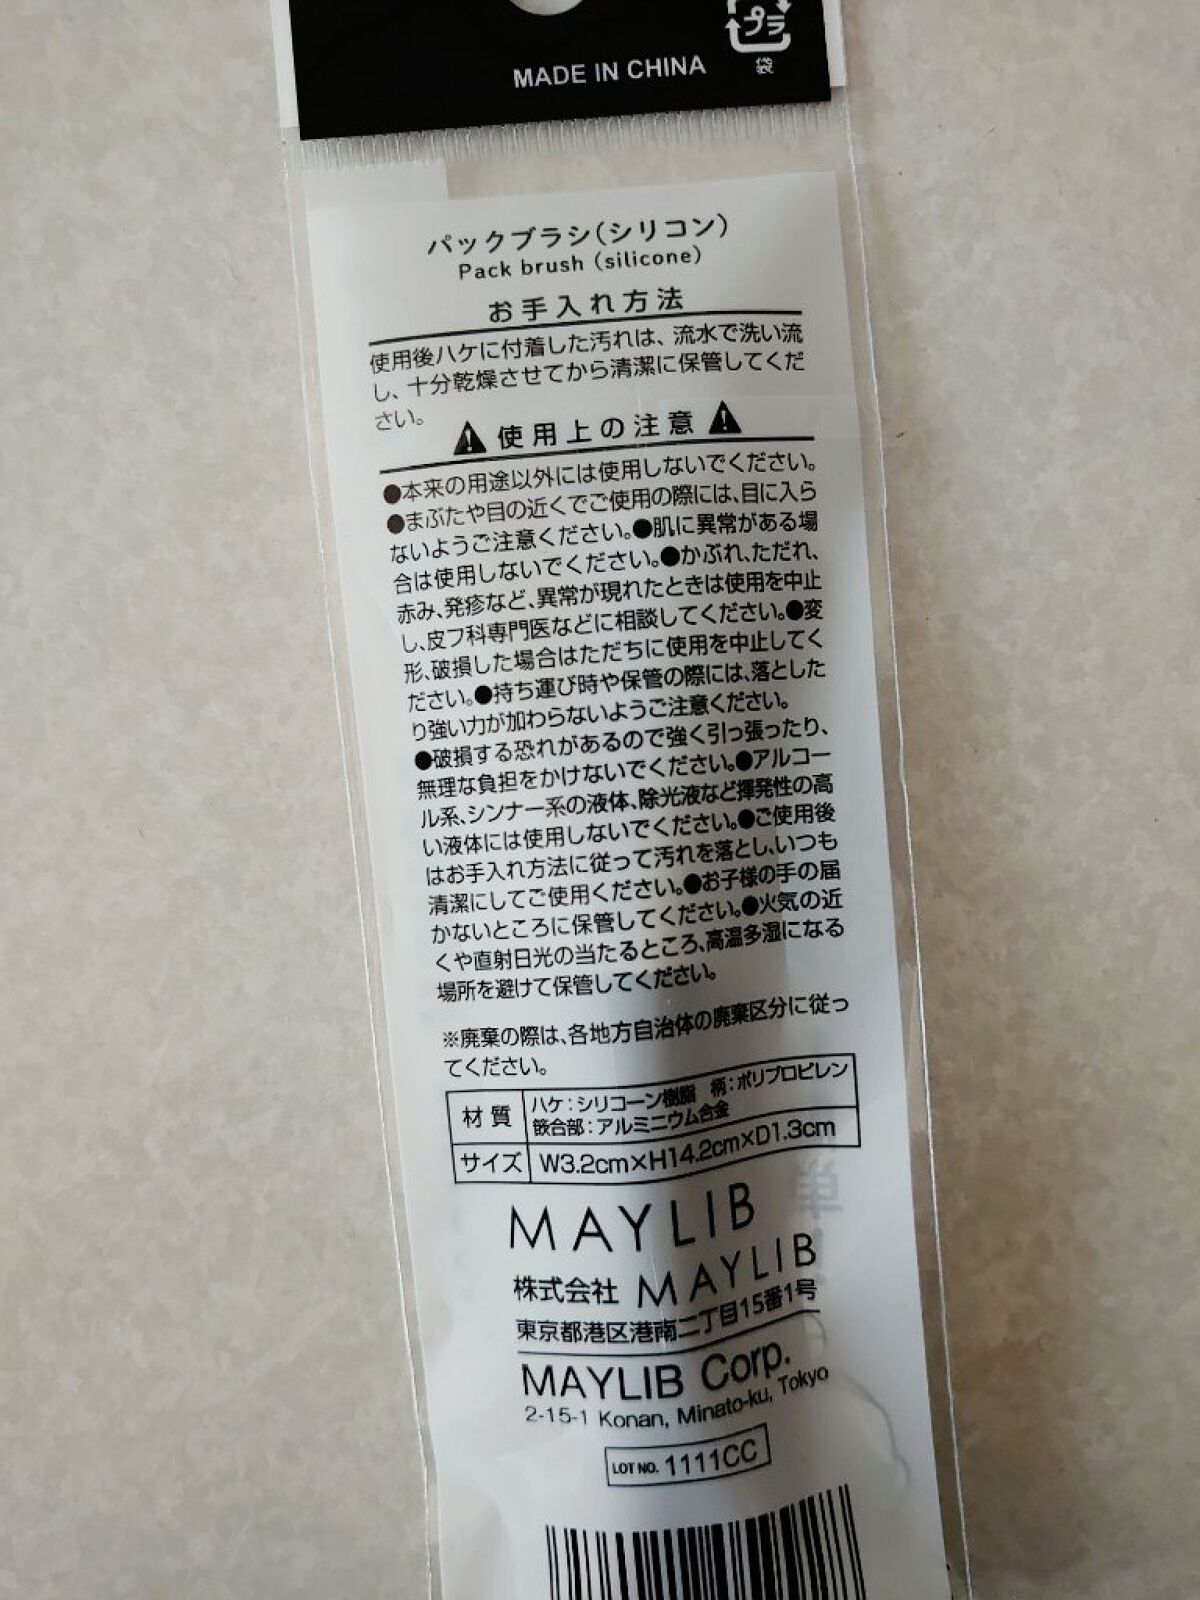 プラ
袋
MADE IN CHINA
パックブラシ(シリコン)
Pack brush (silicone)
お手入れ方法
使用後ハケに付着した汚れは、流水で洗い流
し、十分乾燥させてから清潔に保管してくだ
さい。
使用上の注意
●本来の用途以外には使用しないでください。
●まぶたや目の近くでご使用の際には、目に入ら
ないようご注意ください。●肌に異常がある場
合は使用しないでください。●かぶれ、ただれ、
赤み、発疹など、異常が現れたときは使用を中止
し、皮フ科専門医などに相談してください。●変
形、破損した場合はただちに使用を中止してく
ださい。●持ち運び時や保管の際には、落とした
り強い力が加わらないようご注意ください。
●破損する恐れがあるので強く引っ張ったり、
無理な負担をかけないでください。●アルコー
ル系、シンナー系の液体、除光液など揮発性の高
い液体には使用しないでください。●ご使用後
はお手入れ方法に従って汚れを落とし、いつも
清潔にしてご使用ください。●お子様の手の届
かないところに保管してください。●火気の近
くや直射日光の当たるところ、高温多湿になる
場所を避けて保管してください。
※廃棄の際は、各地方自治体の廃棄区分に従っ
てください。
材質 ハケ:シリコーン樹脂 柄:ポリプロピレン
篏合部:アルミニウム合金
サイズ W3.2cm×H14.2cm×D1.3cm
MAYLIB
株式会社 MAYLIB
東京都港区港南二丁目15番1号
MAYLIB Corp.
2-15-1 Konan, Minato-ku, Tokyo
LOT NO. 1111CC